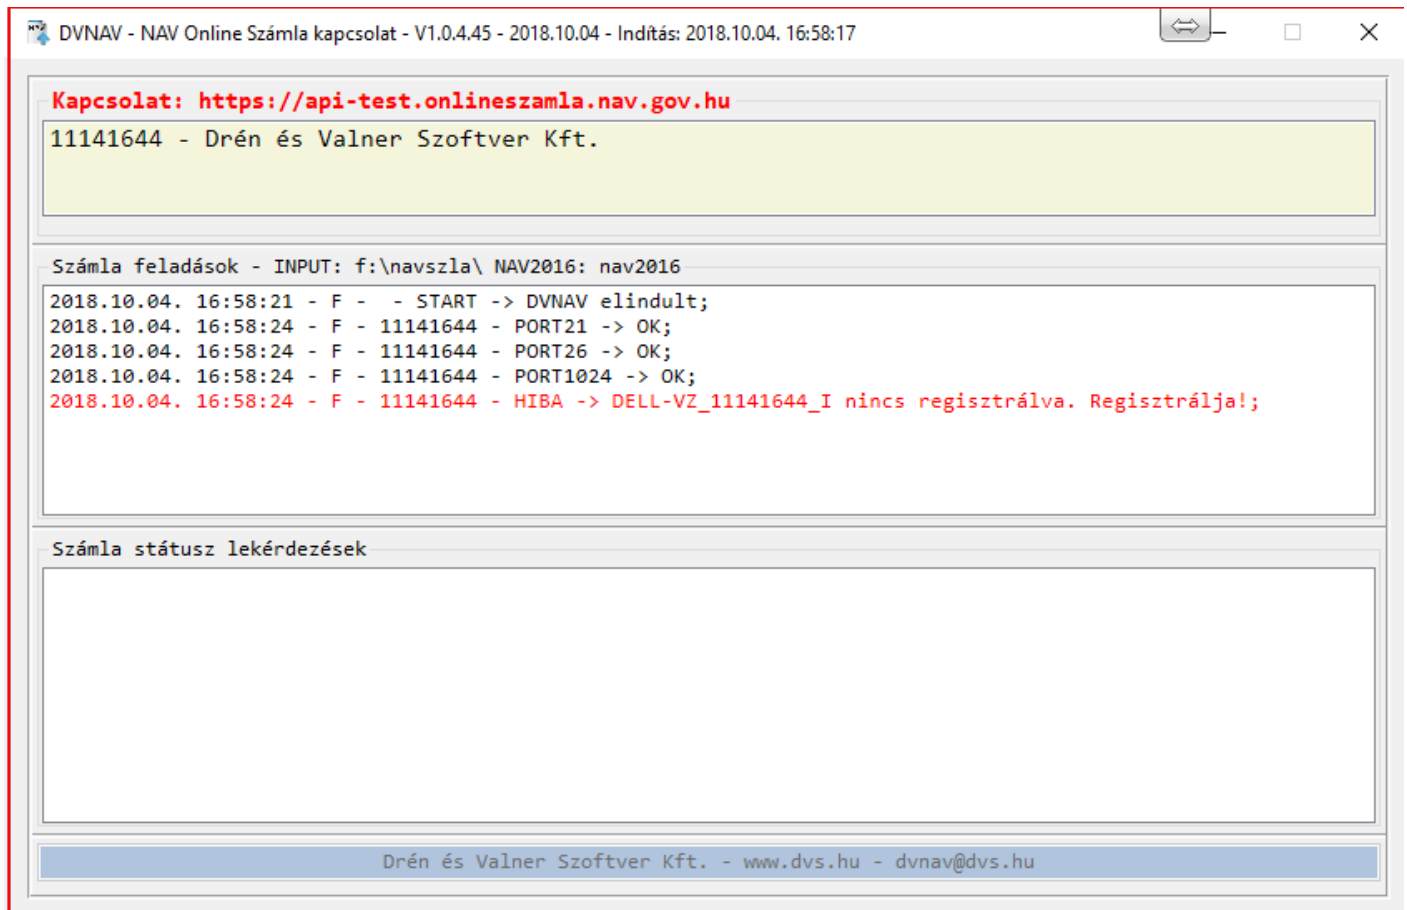 DVNAV - NAV Online Számla kapcsolat - V1.0.4.45 - 2018.10.04 - Indítás: 2018.10.04. 16:58:17
Kapcsolat: https://api-test.onlineszamla.nav.gov.hu
11141644 - Drén és Valner Szoftver Kft.
Számla feladások - INPUT: f:\navszla\ NAV2016: nav2016
2018.10.04. 16:58:21 - F -  - START -> DVNAV elindult;
2018.10.04. 16:58:24 - F - 11141644 - PORT21 -> OK;
2018.10.04. 16:58:24 - F - 11141644 - PORT26 -> OK;
2018.10.04. 16:58:24 - F - 11141644 - PORT1024 -> OK;
2018.10.04. 16:58:24 - F - 11141644 - HIBA -> DELL-VZ_11141644_I nincs regisztrálva. Regisztrálja!;
Számla státusz lekérdezések
Drén és Valner Szoftver Kft. - www.dvs.hu - dvnav@dvs.hu